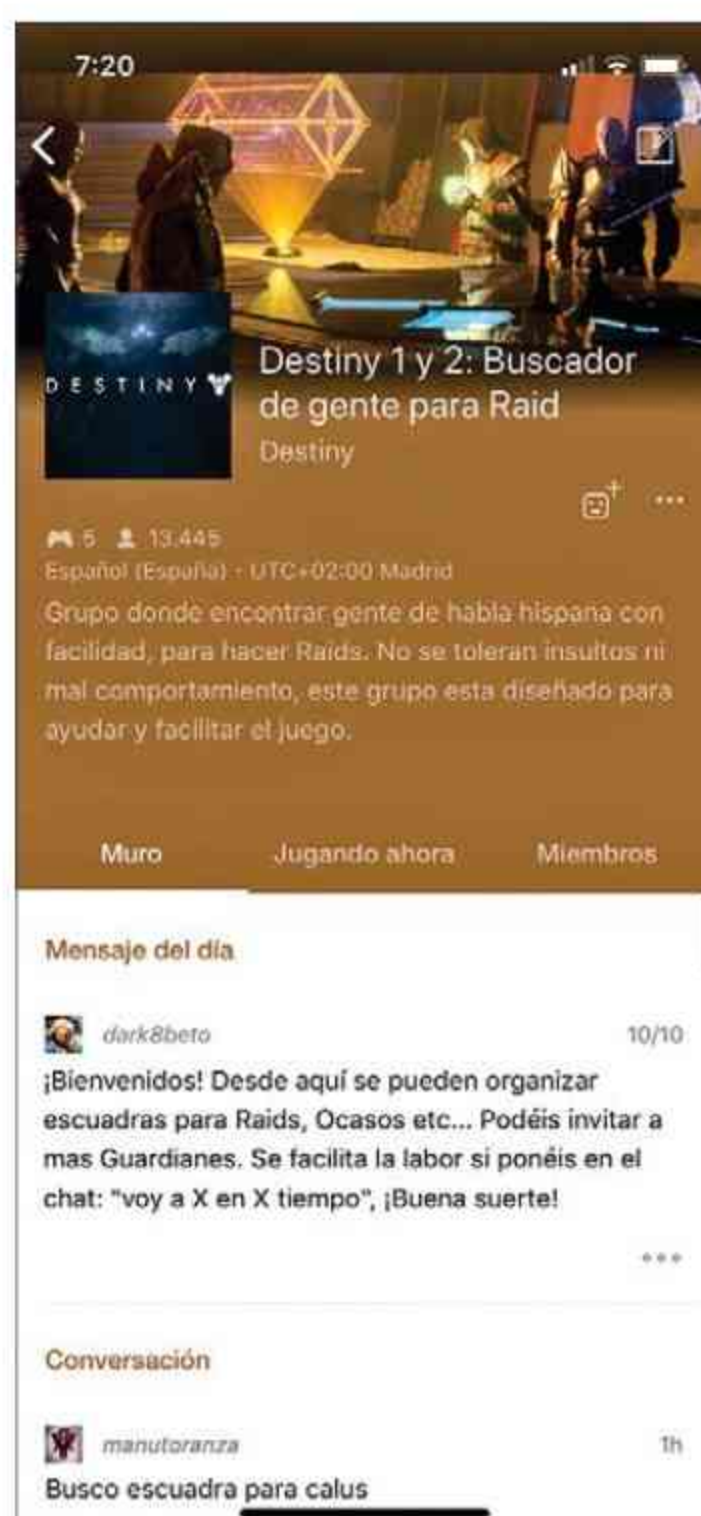 7:20
DESTINY
Destiny 1 y 2: Buscador
de gente para Raid
Destiny
...
5 13.445
Español (España) - UTC+02:00 Madrid
Grupo donde encontrar gente de habla hispana con
facilidad, para hacer Raids. No se toleran insultos ni
mal comportamiento, este grupo esta diseñado para
ayudar y facilitar el juego.
Muro Jugando ahora Miembros
Mensaje del día
dark8beto 10/10
¡Bienvenidos! Desde aquí se pueden organizar
escuadras para Raids, Ocasos etc... Podéis invitar a
mas Guardianes. Se facilita la labor si ponéis en el
chat: "voy a X en X tiempo", ¡Buena suerte!
...
Conversación
manutoranza 1h
Busco escuadra para calus